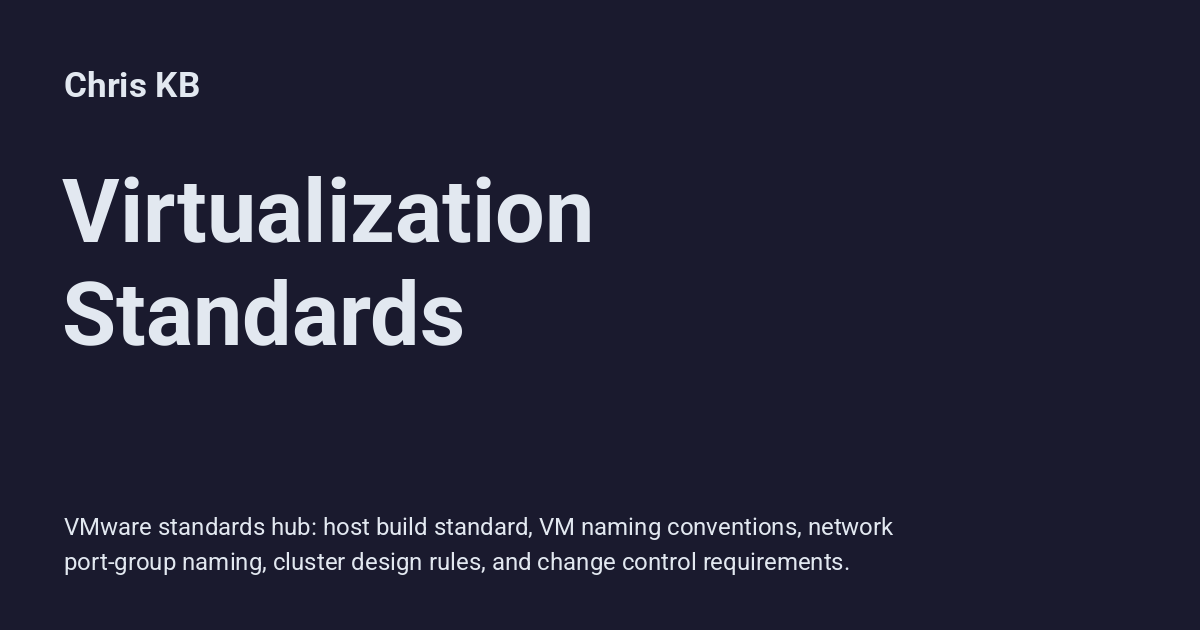 Chris KB
Virtualization
Standards
VMware standards hub: host build standard, VM naming conventions, network
port-group naming, cluster design rules, and change control requirements.